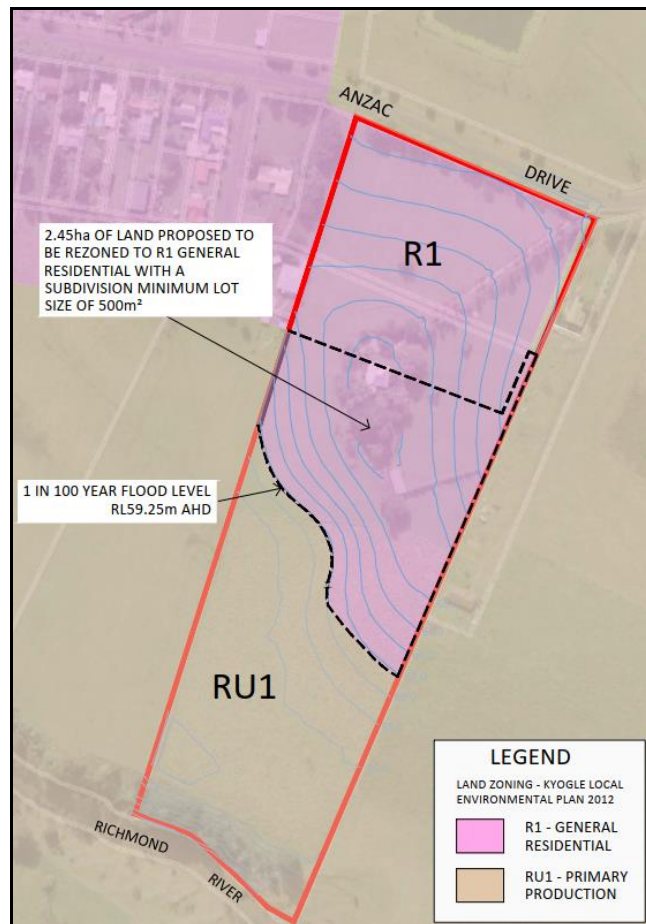 ANZAC
DRIVE
2.45ha OF LAND PROPOSED TO
BE REZONED TO R1 GENERAL
RESIDENTIAL WITH A
SUBDIVISION MINIMUM LOT
SIZE OF 500m²
R1
1 IN 100 YEAR FLOOD LEVEL
RL59.25m AHD
RU1
RICHMOND
RIVER
LEGEND
LAND ZONING - KYOGLE LOCAL
ENVIRONMENTAL PLAN 2012
R1 - GENERAL
RESIDENTIAL
RU1 - PRIMARY
PRODUCTION